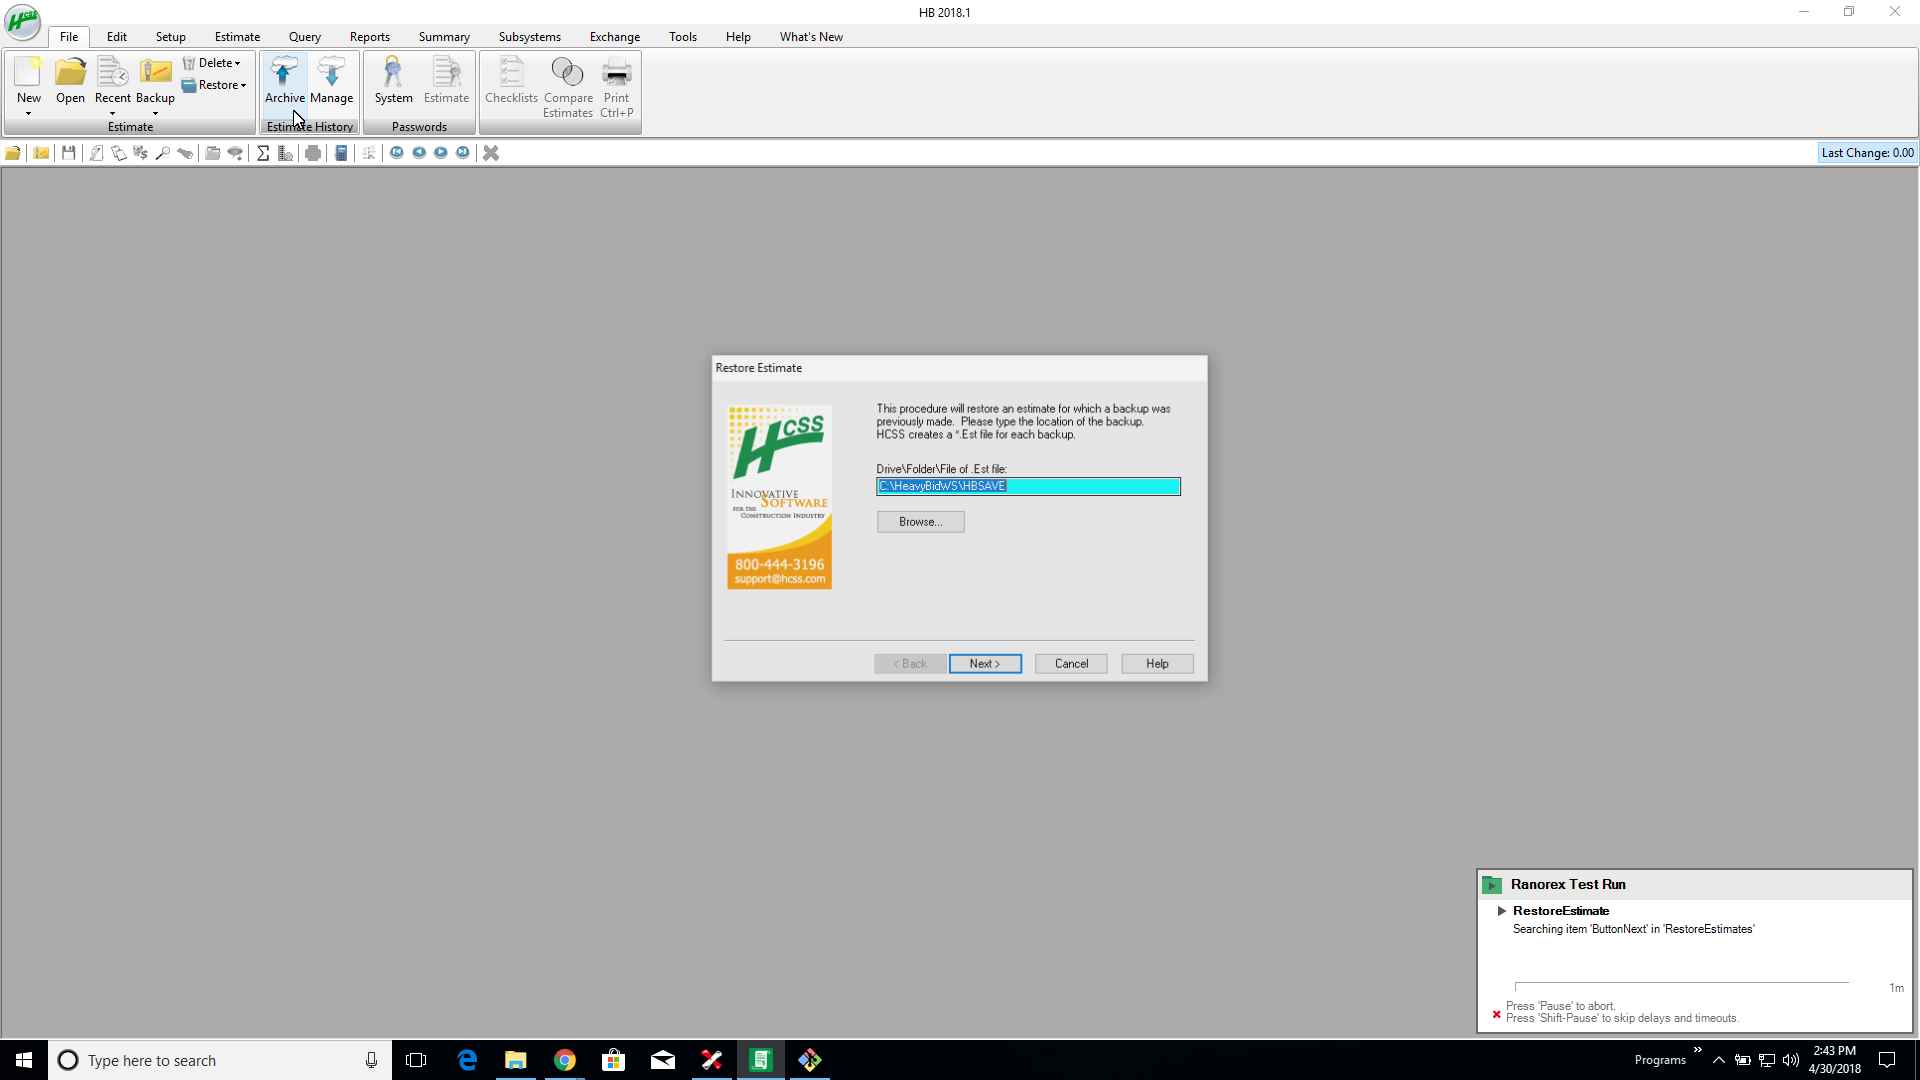 HB 2018.1
File Edit Setup Estimate Query Reports Summary Subsystems Exchange Tools Help What's New
New Open Recent Backup Delete Restore
Archive Manage
System Estimate
Checklists Compare Estimates Print Ctrl+P
Estimate Estimate History Passwords
Last Change: 0.00
Restore Estimate
HCSS
INNOVATIVE
SOFTWARE
FOR THE
CONSTRUCTION INDUSTRY
800-444-3196
support@hcss.com
This procedure will restore an estimate for which a backup was
previously made. Please type the location of the backup.
HCSS creates a *.Est file for each backup.
Drive\Folder\File of .Est file:
C:\HeavyBidWS\HBSAVE
Browse...
< Back Next > Cancel Help
Ranorex Test Run
RestoreEstimate
Searching item 'ButtonNext' in 'RestoreEstimates'
1m
Press 'Pause' to abort.
Press 'Shift-Pause' to skip delays and timeouts.
Type here to search
Programs
2:43 PM
4/30/2018